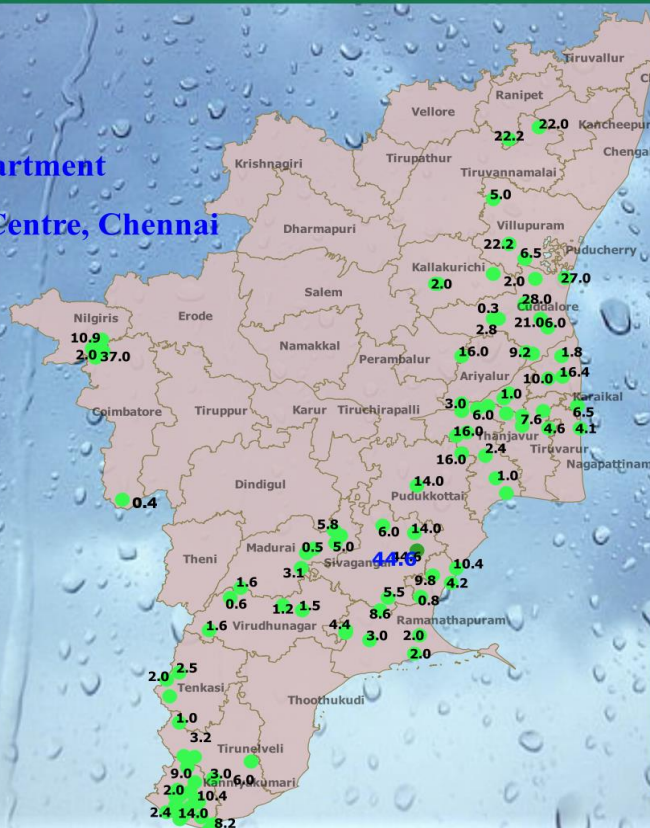 Tiruvallur
Ranipet
Vellore
22.0
Kancheepur
22.2
Chenga
Tirupathur
Krishnagiri
artment
Tiruvannamalai
5.0
Centre, Chennai
Dharmapuri
Villupuram
22.2
6.5
Puducherry
Kallakurichi
2.0
2.0
27.0
Salem
28.0
Cuddalore
0.3
21.0
6.0
2.8
Nilgiris
Erode
10.9
2.0
37.0
Namakkal
Perambalur
16.0
9.2
1.8
Ariyalur
10.0
16.4
1.0
Karaikal
Coimbatore
Tiruppur
Karur
Tiruchirapalli
3.0
6.0
7.6
6.5
4.6
4.1
16.0
Thanjavur
2.4
Tiruvarur
16.0
Nagapattinam
Dindigul
14.0
1.0
Pudukkottai
0.4
5.8
6.0
14.0
Madurai
0.5
5.0
44.6
44.6
Theni
Sivagangai
3.1
10.4
9.8
4.2
1.6
0.6
1.2
1.5
5.5
0.8
8.6
Ramanathapuram
1.6
Virudhunagar
4.4
3.0
2.0
2.0
2.5
2.0
Tenkasi
Thoothukudi
1.0
3.2
Tirunelveli
9.0
3.0
6.0
Kanniyakumari
2.0
10.4
2.4
14.0
8.2